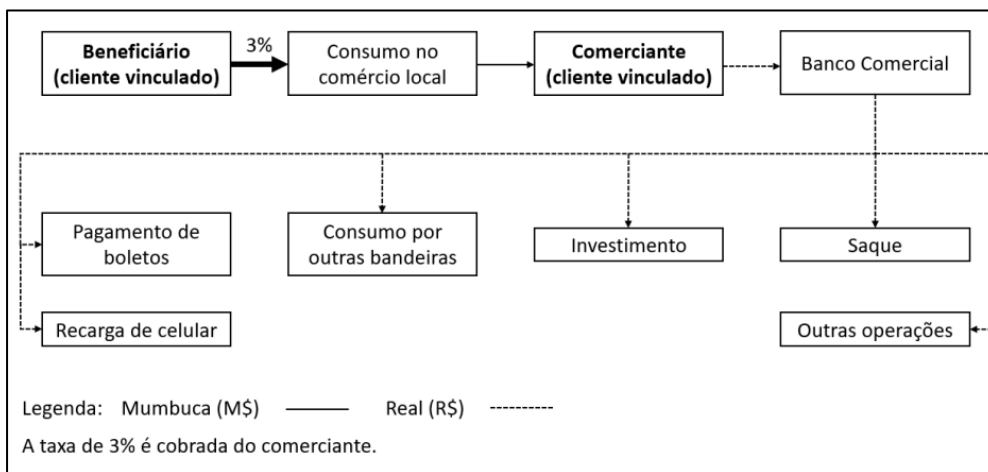 Beneficiário
(cliente vinculado)
3%
Consumo no
comércio local
Comerciante
(cliente vinculado)
Banco Comercial
Pagamento de
boletos
Consumo por
outras bandeiras
Investimento
Saque
Recarga de celular
Outras operações
Legenda: Mumbuca (M$) Real (R$)
A taxa de 3% é cobrada do comerciante.